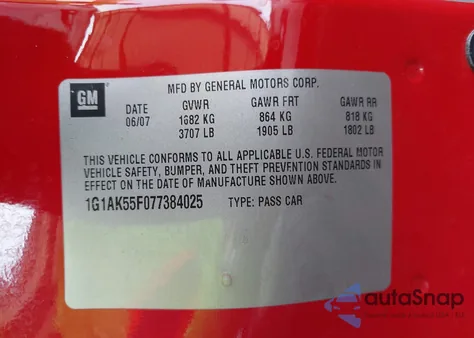 GM
MFD BY GENERAL MOTORS CORP.
DATE GVWR GAWR FRT GAWR RR
06/07 1682 KG 864 KG 818 KG
3707 LB 1905 LB 1802 LB
THIS VEHICLE CONFORMS TO ALL APPLICABLE U.S. FEDERAL MOTOR
VEHICLE SAFETY, BUMPER, AND THEFT PREVENTION STANDARDS IN
EFFECT ON THE DATE OF MANUFACTURE SHOWN ABOVE.
1G1AK55F077384025 TYPE: PASS CAR
autoSnap